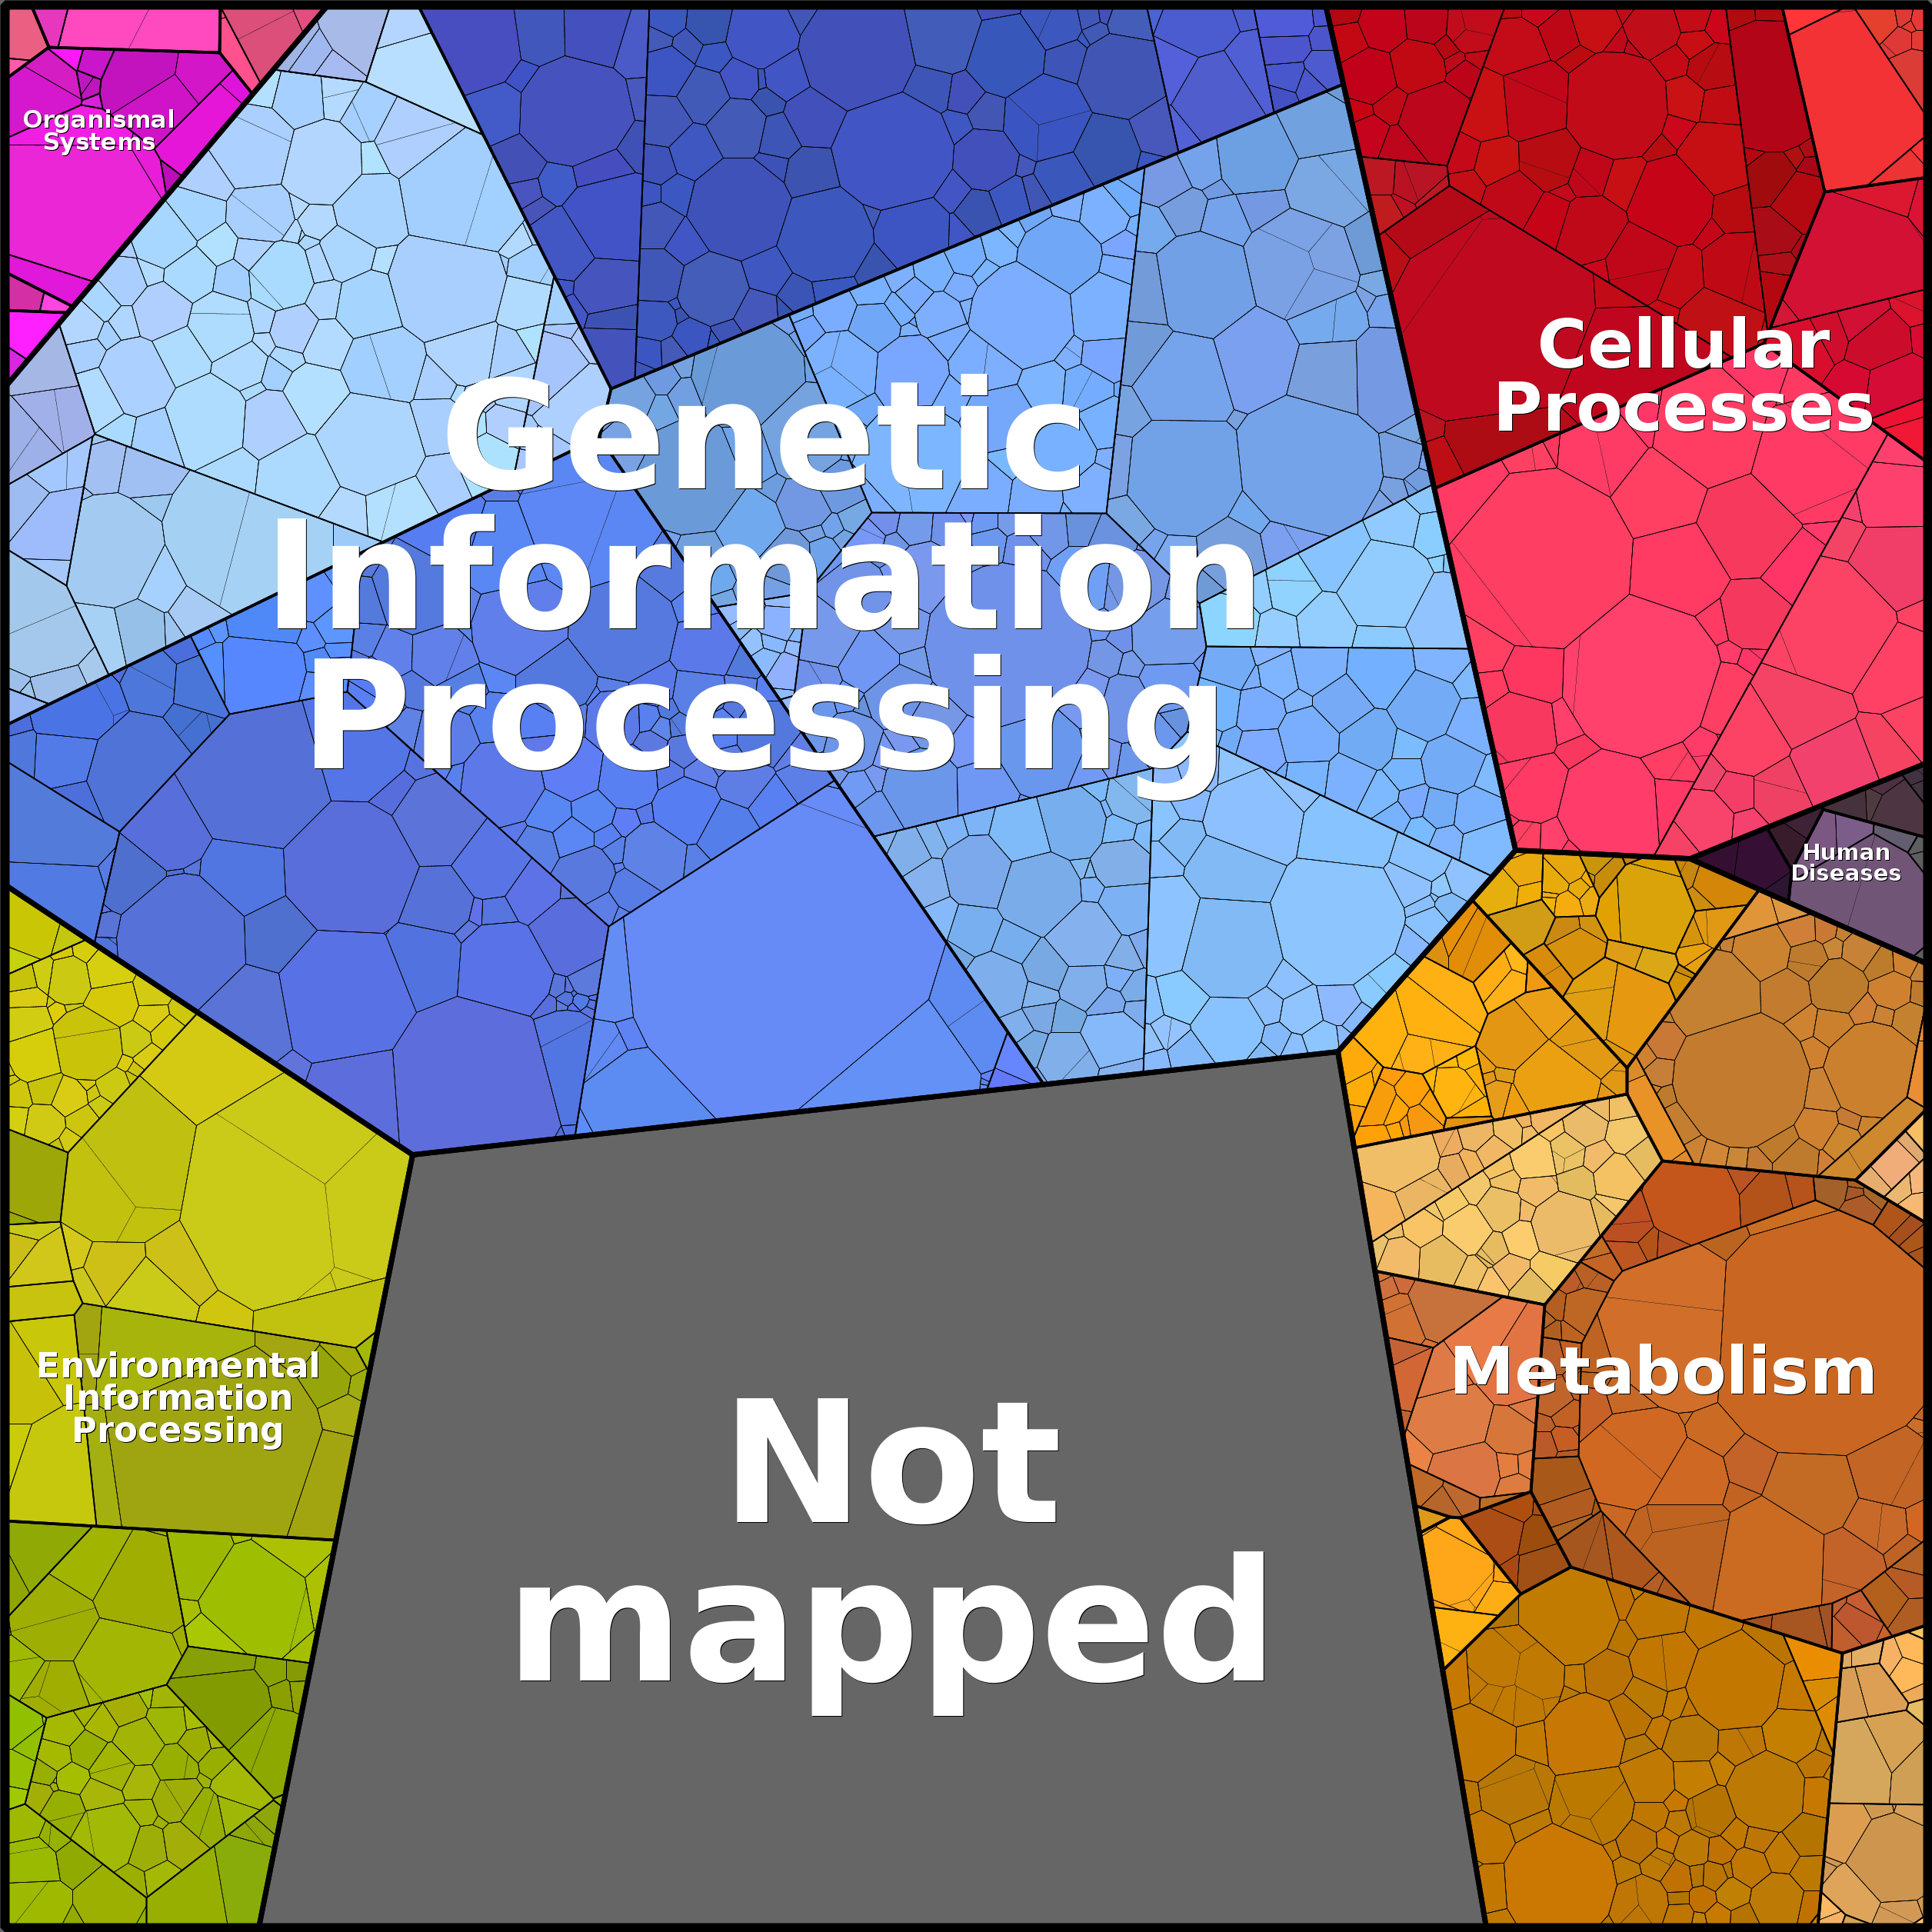 Organismal
Systems
Genetic
Information
Processing
Cellular
Processes
Human
Diseases
Environmental
Information
Processing
Not
mapped
Metabolism